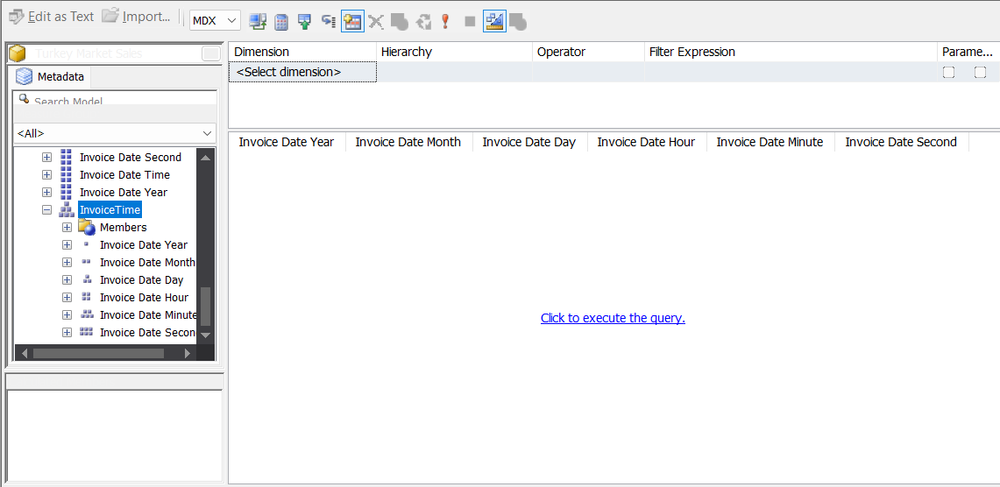 Edit as Text Import... MDX
Turkey Market Sales
Metadata
Search Model
<All>
Invoice Date Second
Invoice Date Time
Invoice Date Year
InvoiceTime
Members
Invoice Date Year
Invoice Date Month
Invoice Date Day
Invoice Date Hour
Invoice Date Minute
Invoice Date Secon
Dimension Hierarchy Operator Filter Expression Parame...
<Select dimension>
Invoice Date Year Invoice Date Month Invoice Date Day Invoice Date Hour Invoice Date Minute Invoice Date Second
Click to execute the query.